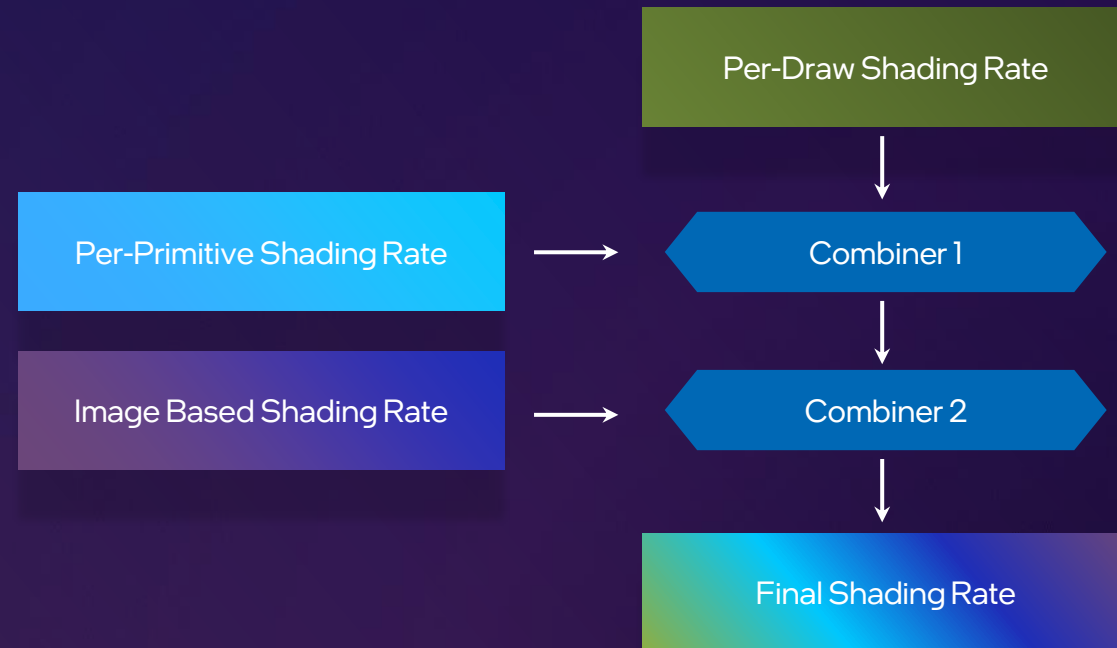 Per-Draw Shading Rate
Per-Primitive Shading Rate
Combiner 1
Image Based Shading Rate
Combiner 2
Final Shading Rate